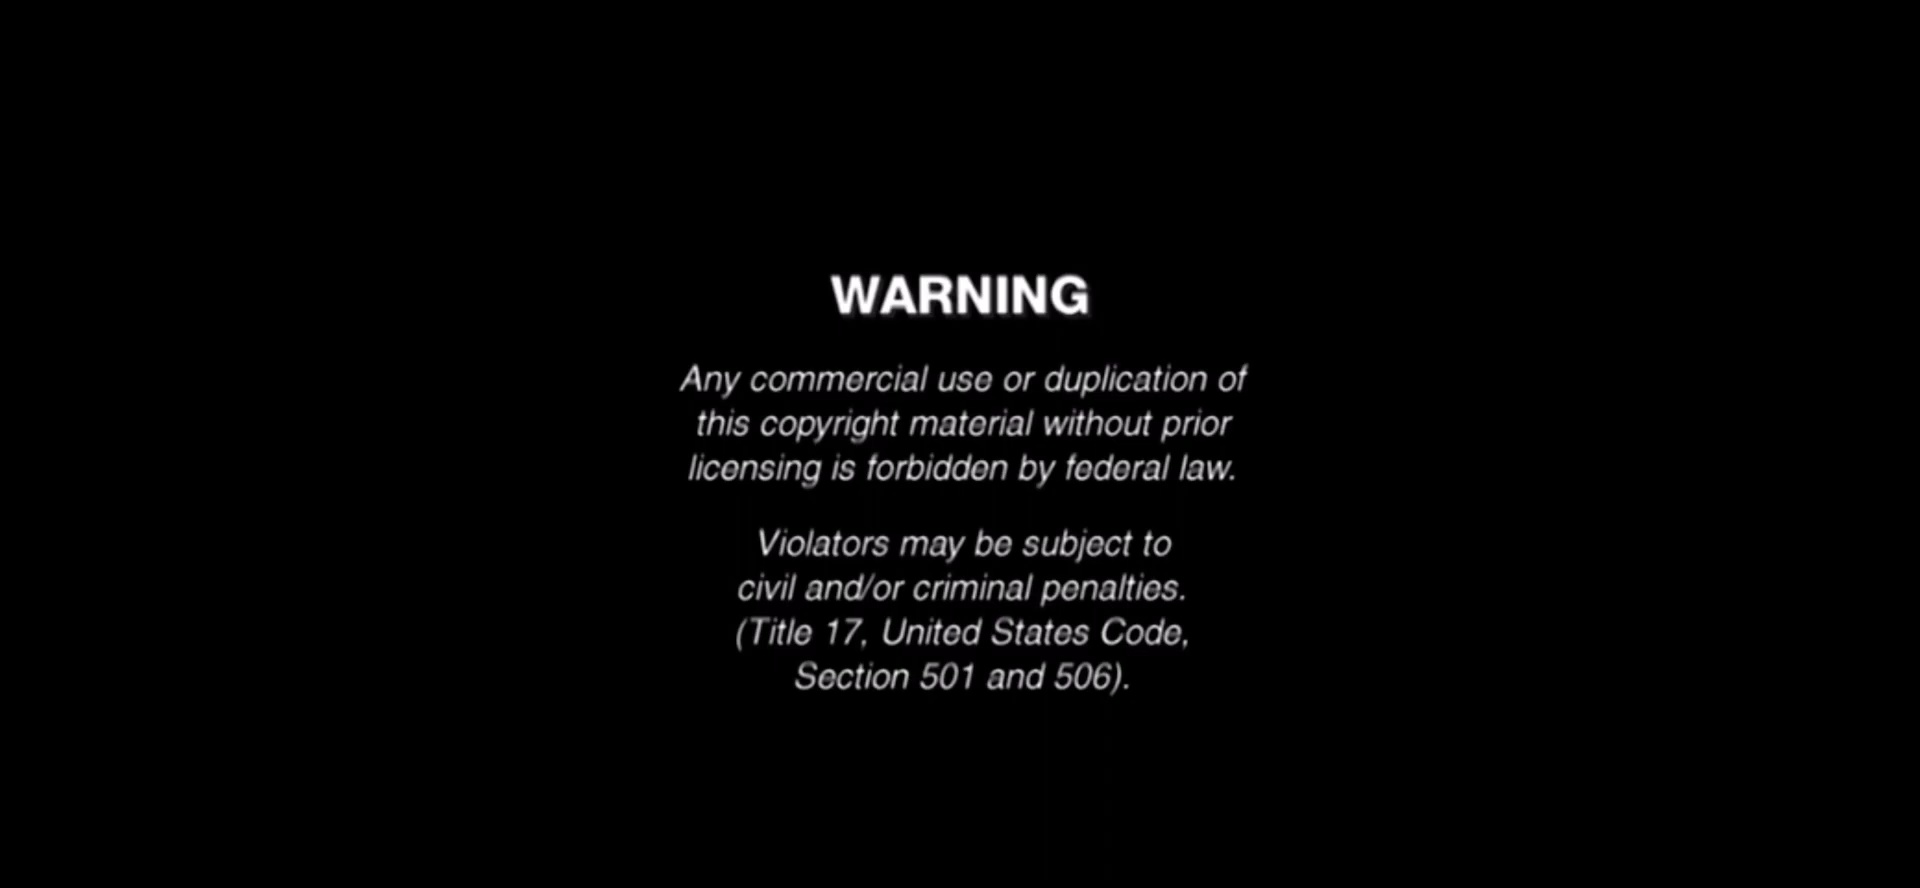 WARNING
Any commercial use or duplication of
this copyright material without prior
licensing is forbidden by federal law.
Violators may be subject to
civil and/or criminal penalties.
(Title 17, United States Code,
Section 501 and 506).